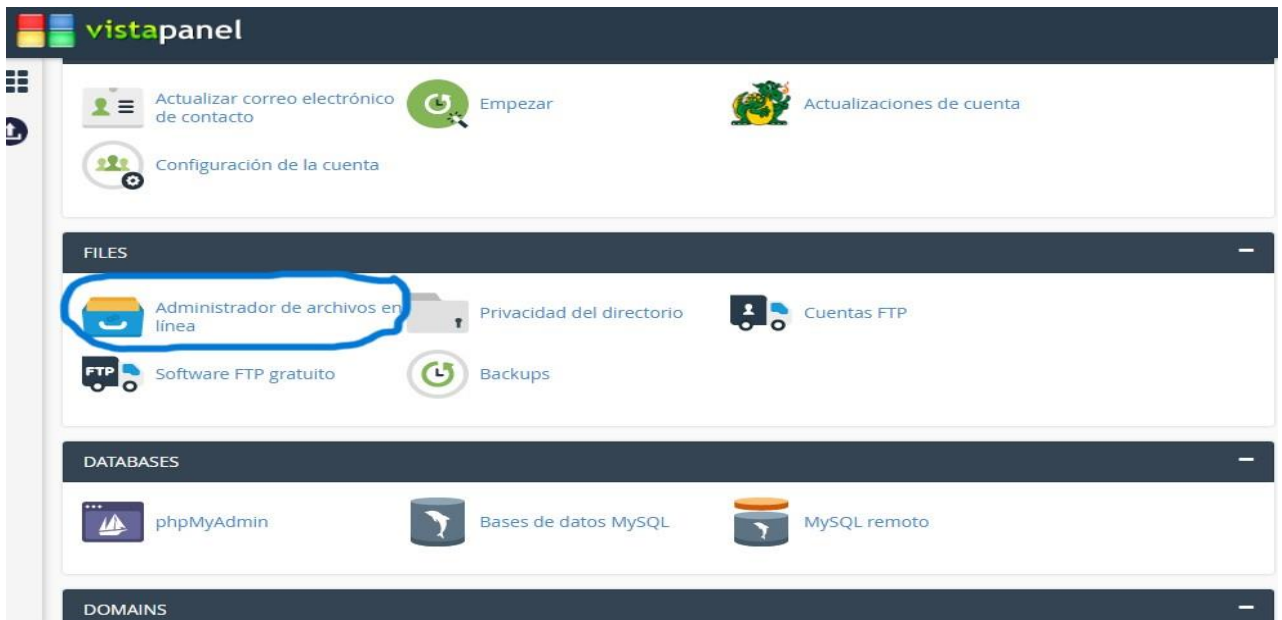 vistapanel
Actualizar correo electrónico
de contacto
Empezar
Actualizaciones de cuenta
Configuración de la cuenta
FILES
Administrador de archivos en
línea
Privacidad del directorio
Cuentas FTP
FTP
Software FTP gratuito
Backups
DATABASES
phpMyAdmin
Bases de datos MySQL
MySQL remoto
DOMAINS